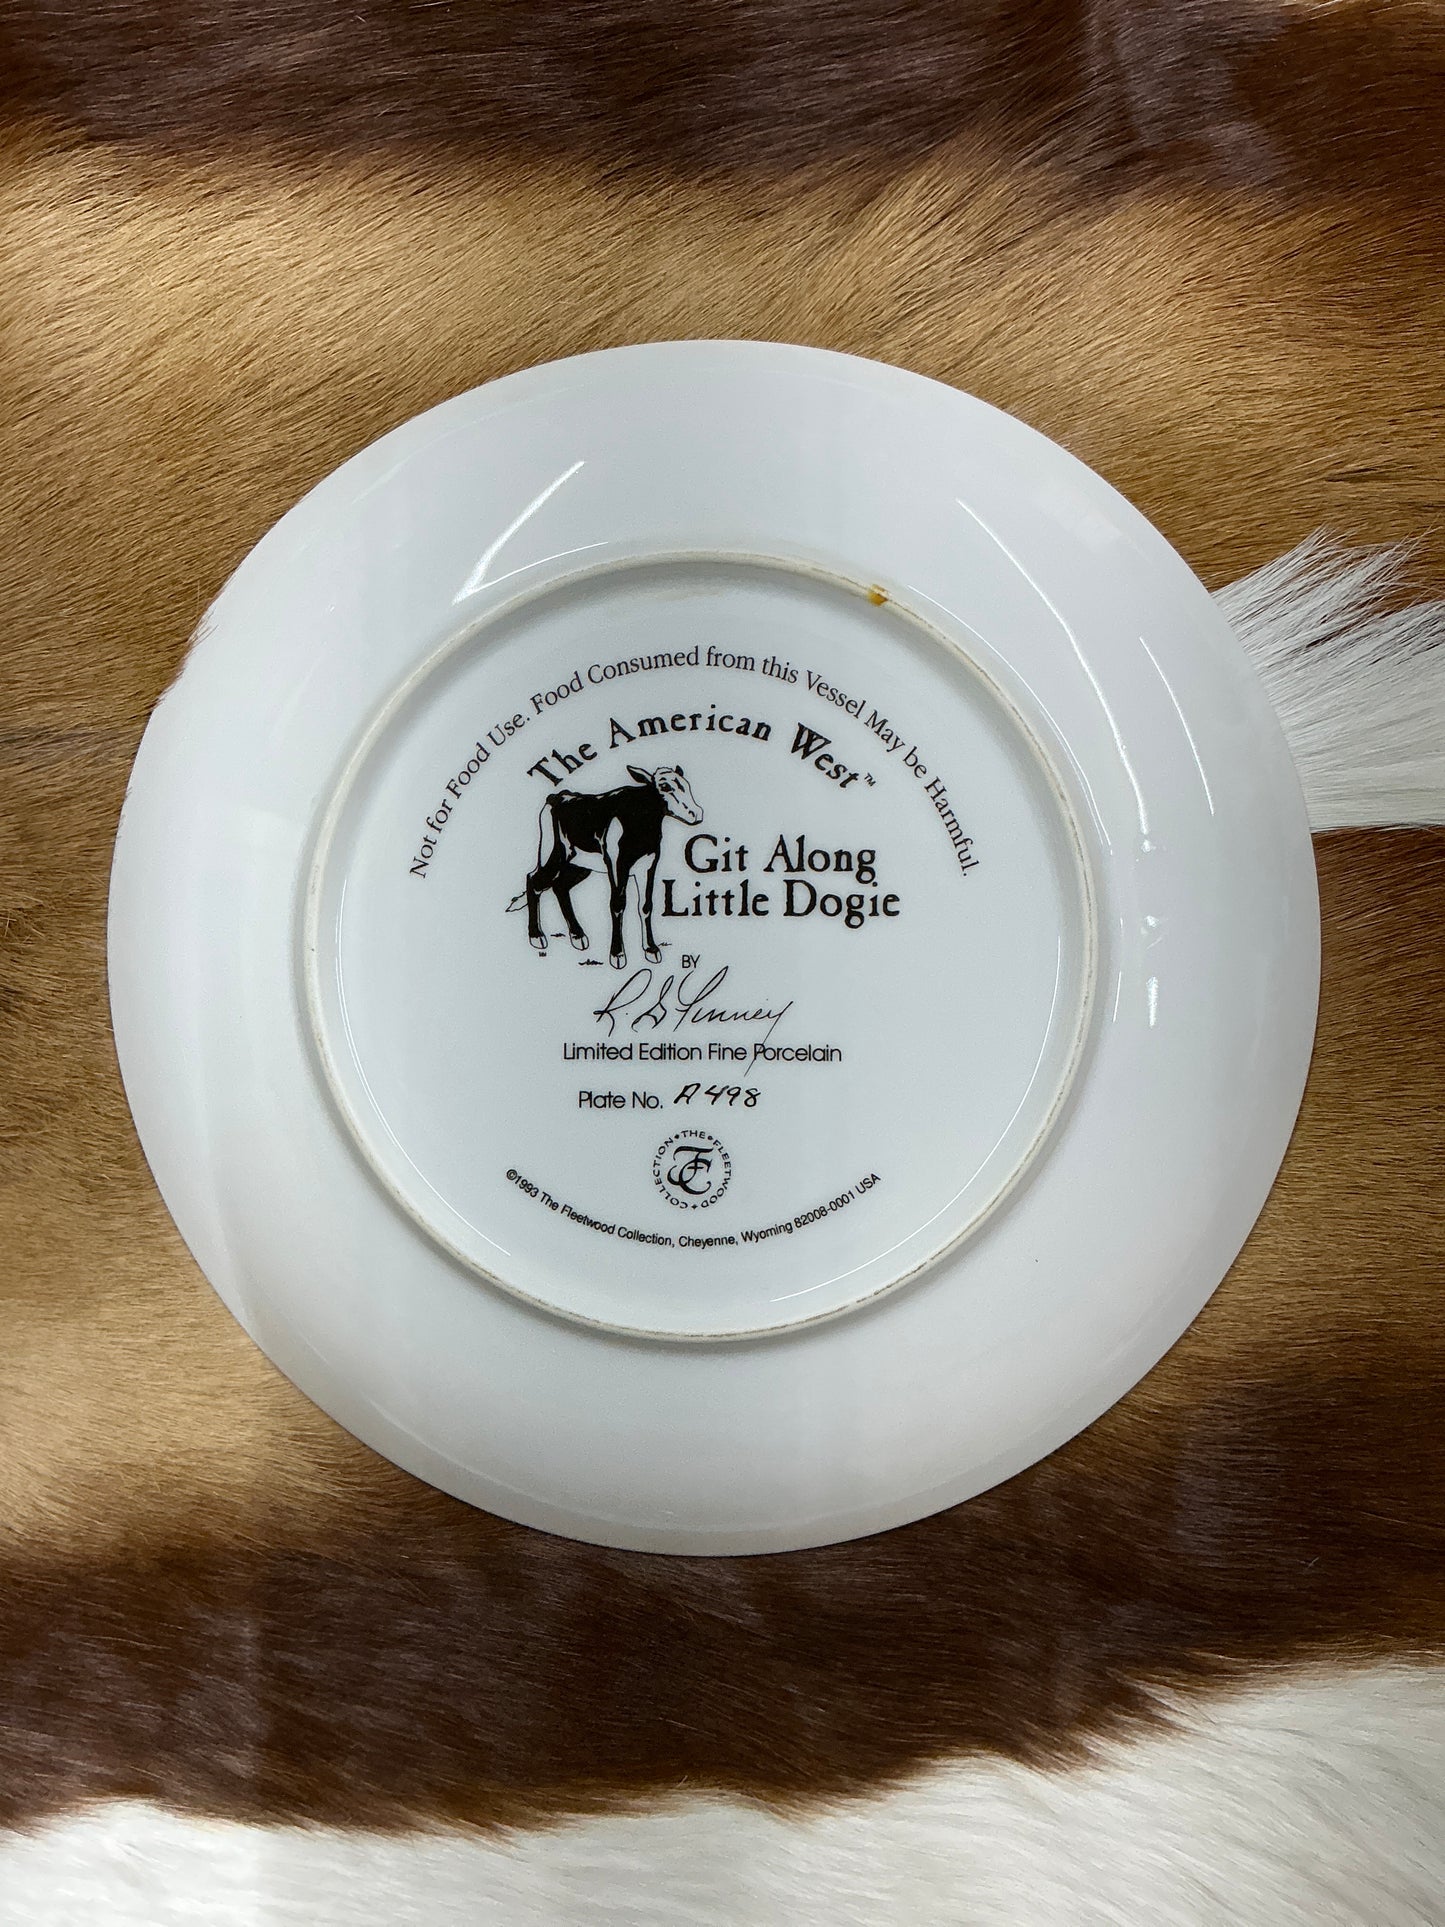 Not for Food Use. Food Consumed from this Vessel May be Harmful.
The American West™
Git Along
Little Dogie
BY
R. G. Finney
Limited Edition Fine Porcelain
Plate No. A498
THE FLEETWOOD COLLECTION
FC
©1993 The Fleetwood Collection, Cheyenne, Wyoming 82008-0001 USA